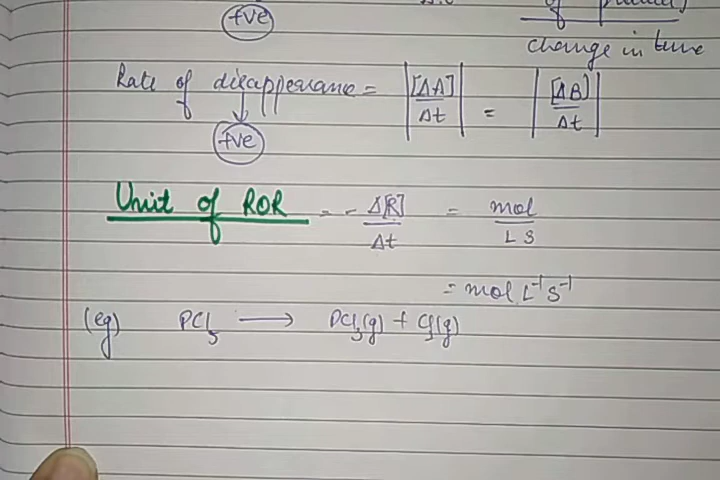 of
+ve
change in time
Rate of disappearance = |[ΔA]/Δt| = |[ΔB]/Δt|
+ve
Unit of ROR = - Δ[R]/Δt = mol/L S
= mol L⁻¹ S⁻¹
(eg) PCl₅ ⟶ PCl₃(g) + Cl₂(g)